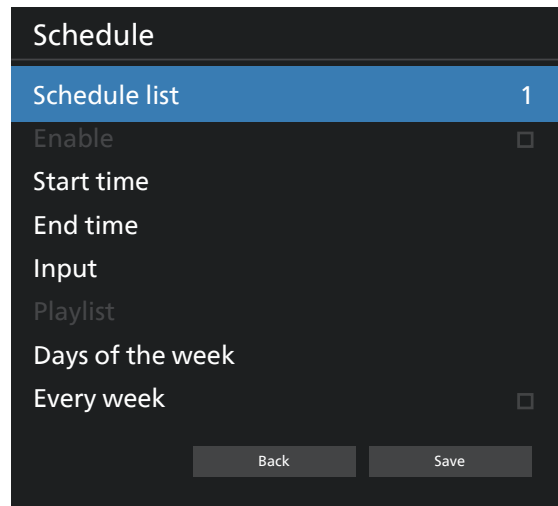 Schedule
Schedule list 1
Enable
Start time
End time
Input
Playlist
Days of the week
Every week
Back Save